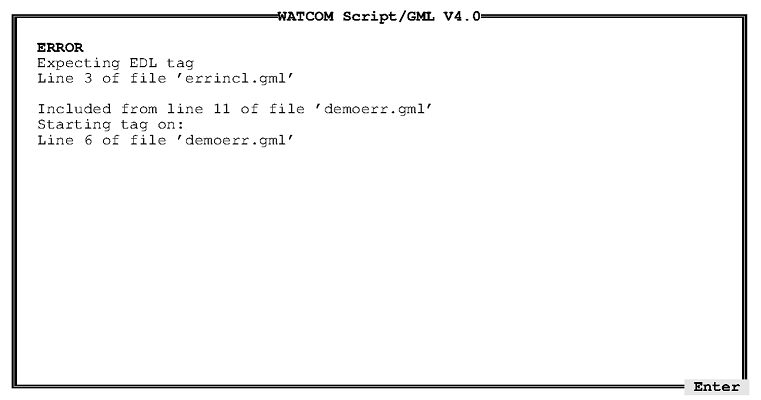 WATCOM Script/GML V4.0
ERROR
Expecting EDL tag
Line 3 of file 'errincl.gml'
Included from line 11 of file 'demoerr.gml'
Starting tag on:
Line 6 of file 'demoerr.gml'
Enter